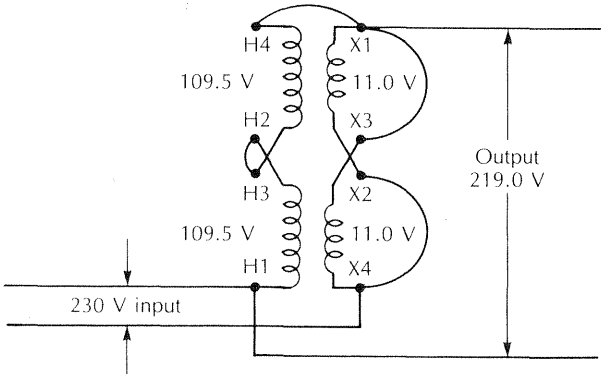 H4
X1
109.5 V
11.0 V
H2
X3
H3
X2
Output
219.0 V
109.5 V
11.0 V
H1
X4
230 V input